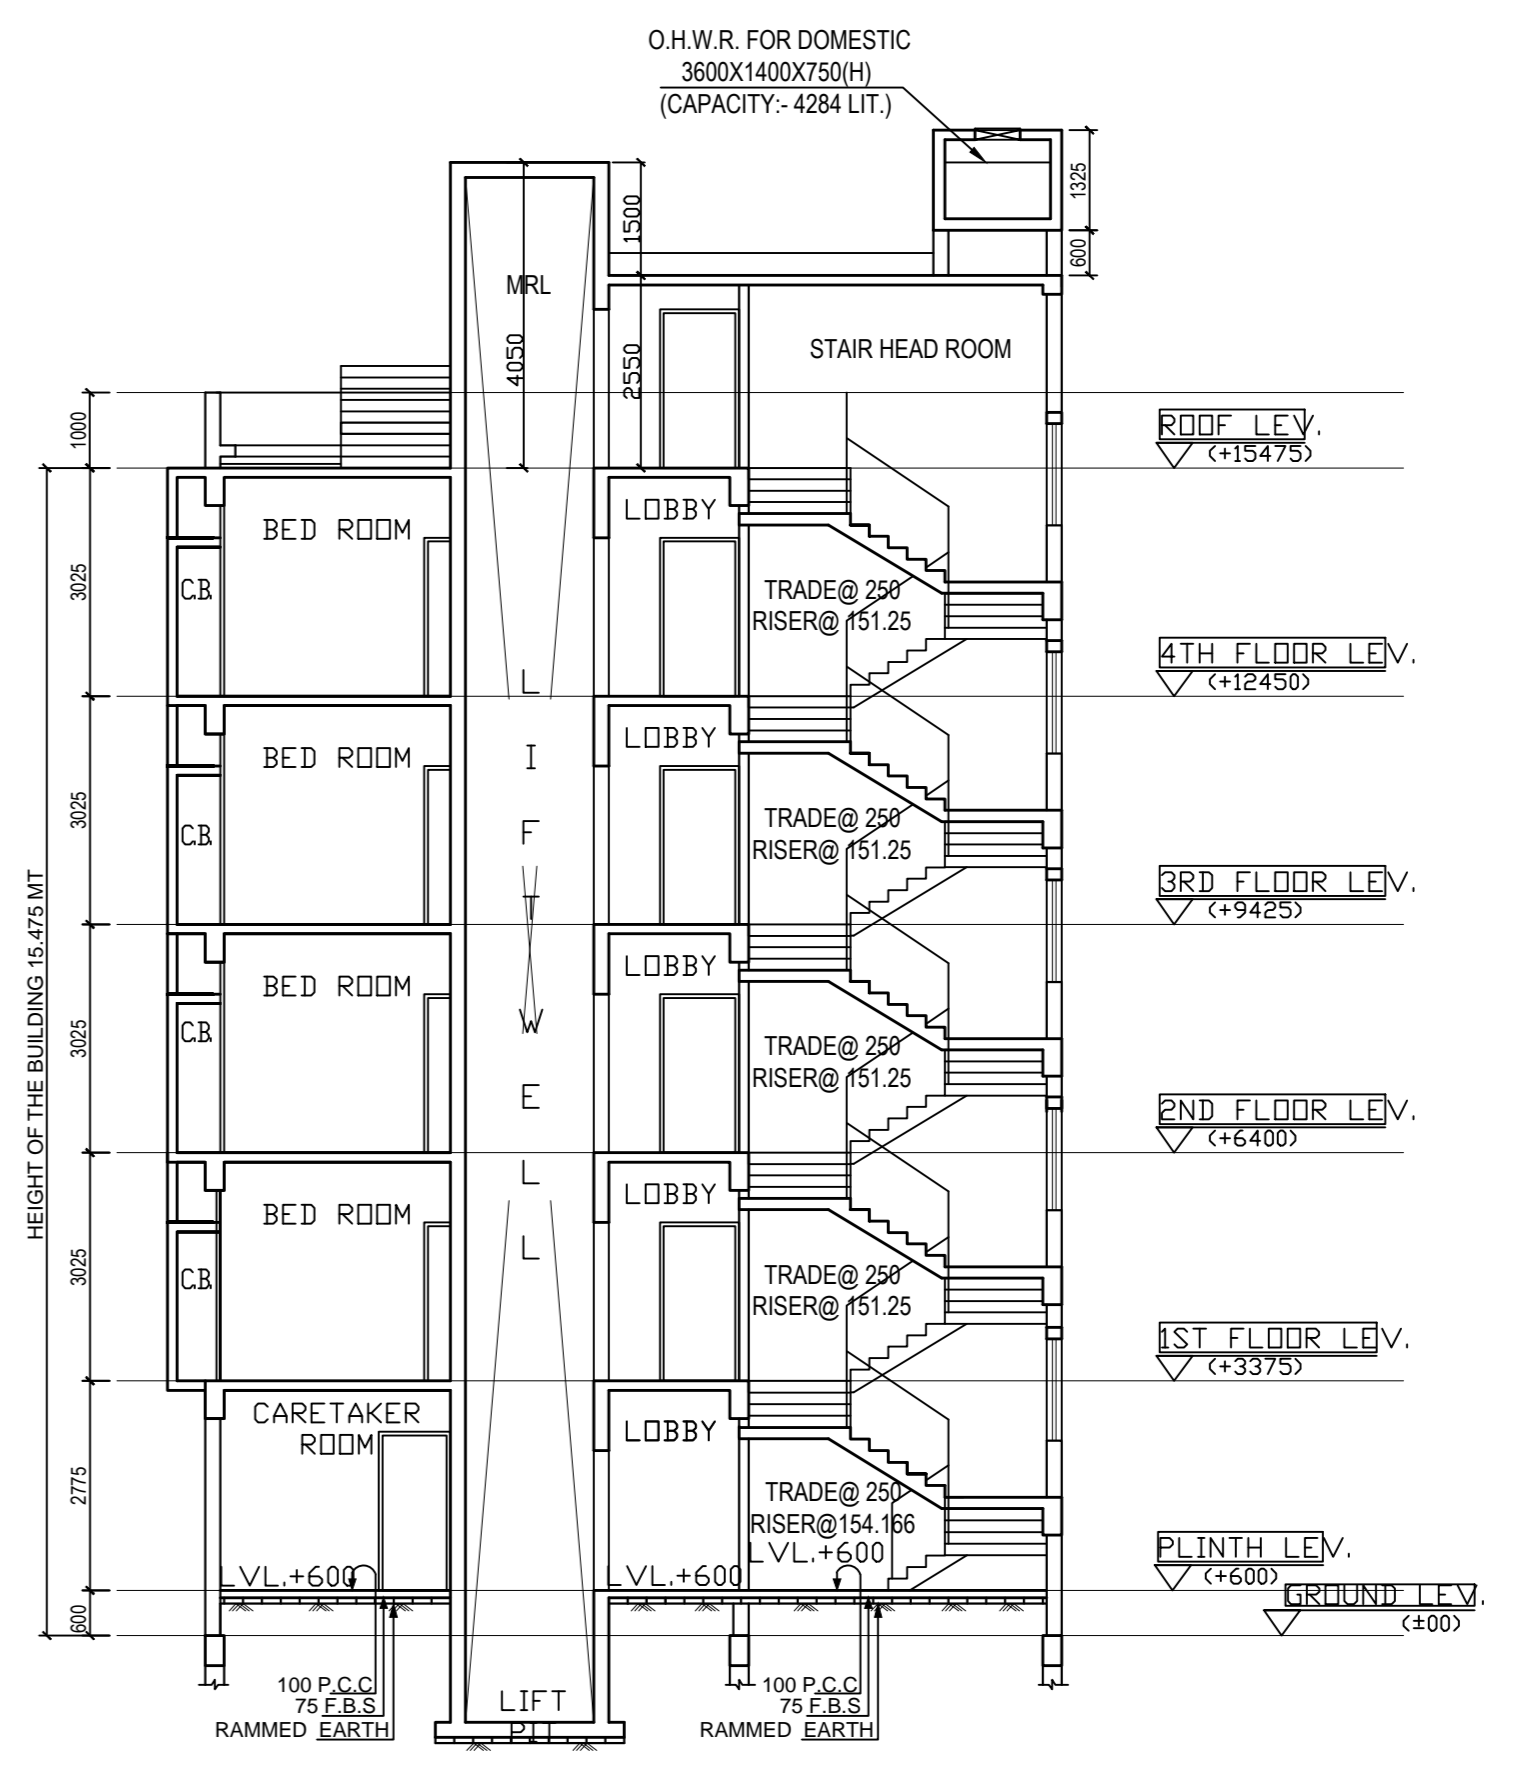 O.H.W.R. FOR DOMESTIC
3600X1400X750(H)
(CAPACITY:- 4284 LIT.)
1325
1500
600
MRL
4050
2550
STAIR HEAD ROOM
1000
ROOF LEV.
(+15475)
BED ROOM
LOBBY
3025
C.B.
TRADE@ 250
RISER@ 151.25
4TH FLOOR LEV.
(+12450)
BED ROOM
LOBBY
3025
C.B.
TRADE@ 250
RISER@ 151.25
3RD FLOOR LEV.
(+9425)
HEIGHT OF THE BUILDING 15.475 MT
BED ROOM
LOBBY
3025
C.B.
TRADE@ 250
RISER@ 151.25
2ND FLOOR LEV.
(+6400)
BED ROOM
LOBBY
3025
C.B.
TRADE@ 250
RISER@ 151.25
L
I
F
T
W
E
L
L
1ST FLOOR LEV.
(+3375)
CARETAKER
ROOM
LOBBY
2775
TRADE@ 250
RISER@154.166
LVL.+600
LVL.+600
LVL.+600
PLINTH LEV.
(+600)
GROUND LEV.
(±00)
600
100 P.C.C
75 F.B.S
RAMMED EARTH
LIFT
PIT
100 P.C.C
75 F.B.S
RAMMED EARTH